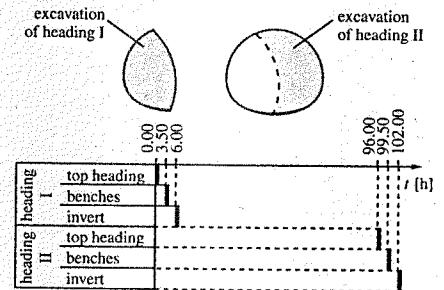 excavation
of heading I
excavation
of heading II
0.00
3.50
6.00
96.00
99.50
102.00
t [h]
heading
I
top heading
benches
invert
heading
II
top heading
benches
invert